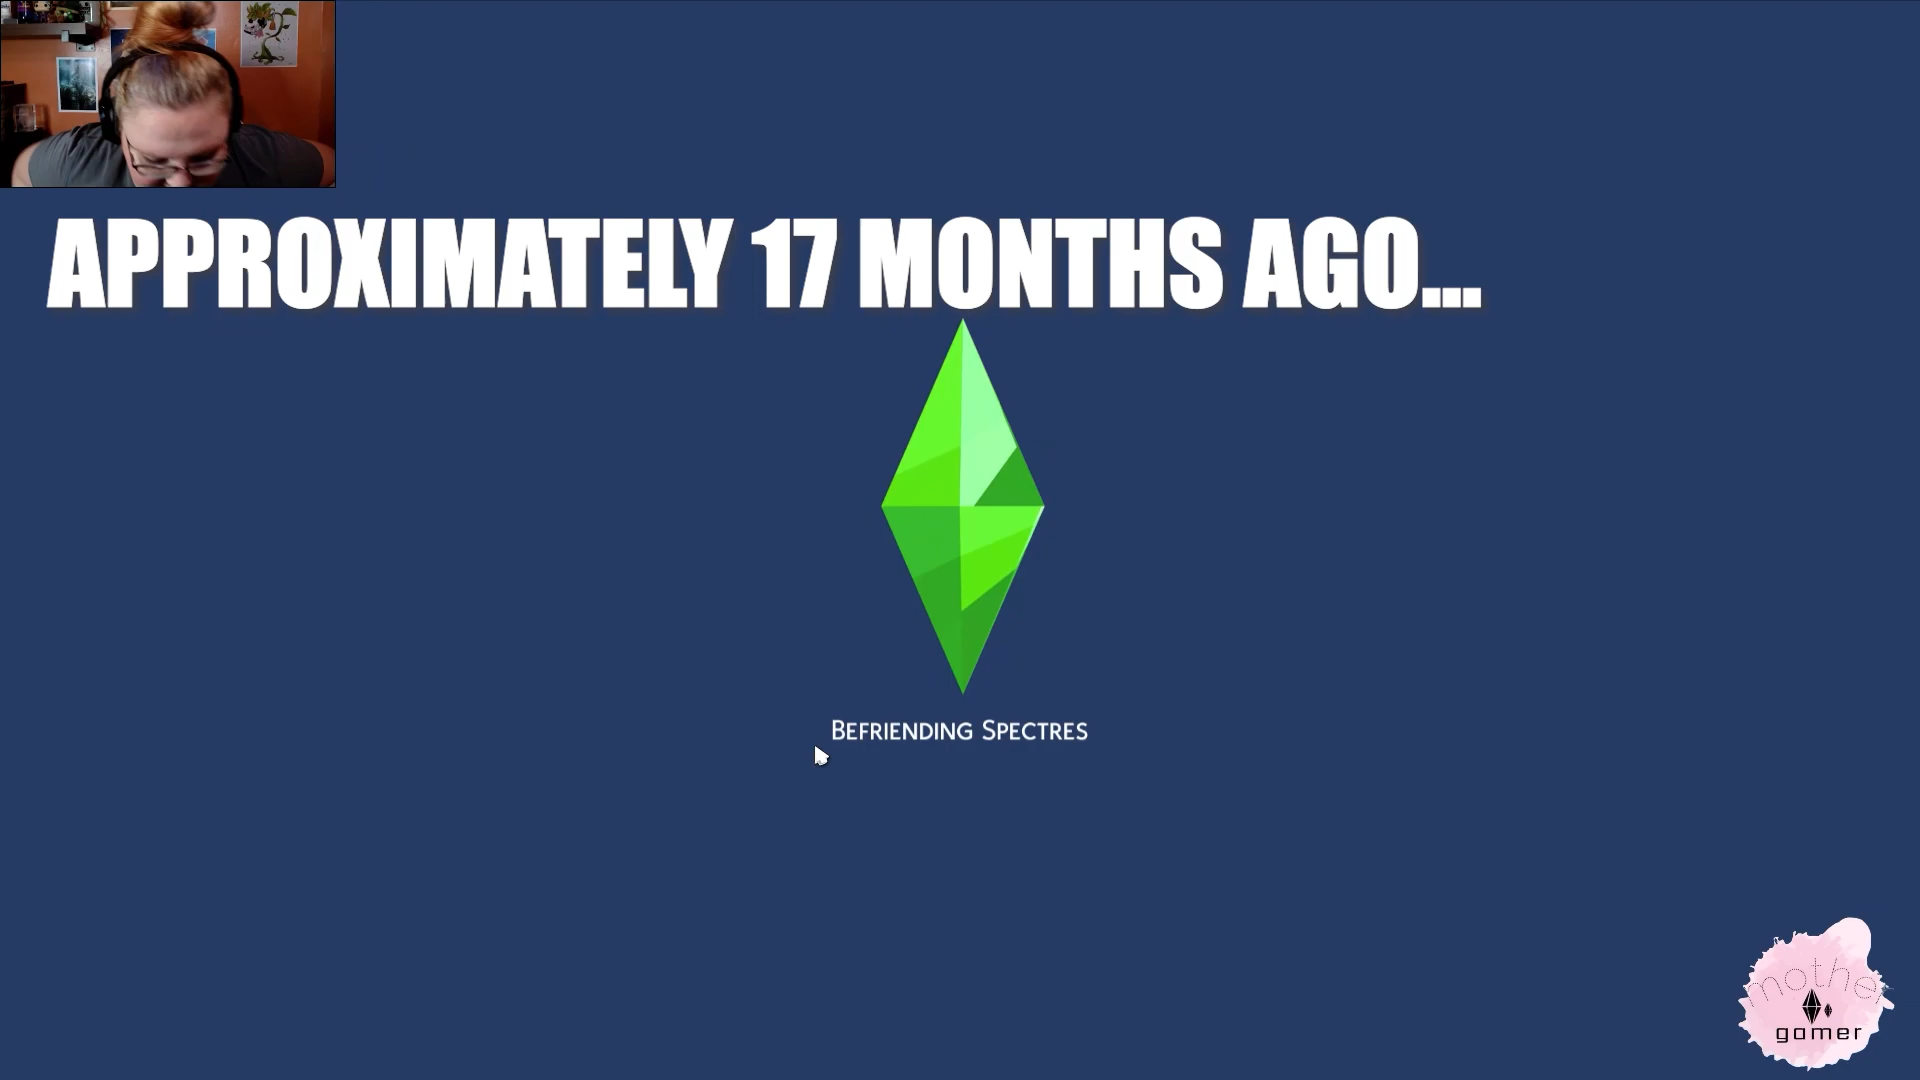 APPROXIMATELY 17 MONTHS AGO...
BEFRIENDING SPECTRES
mother
gamer